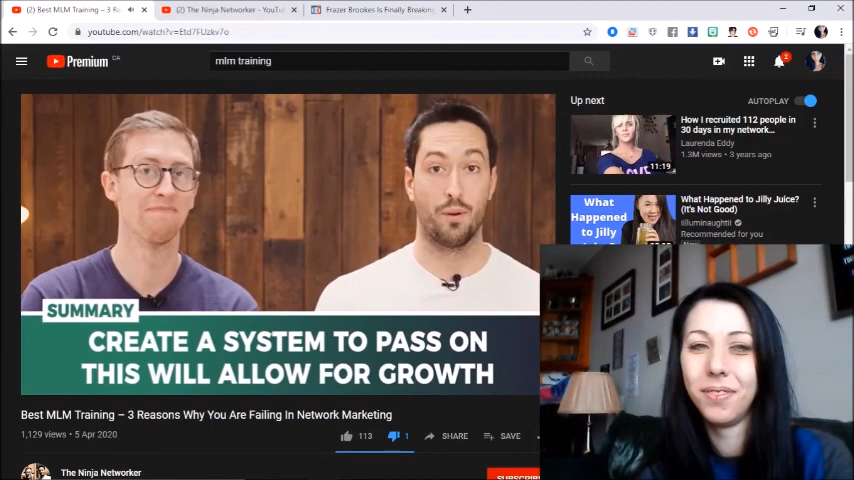 (2) Best MLM Training – 3 Re
(2) The Ninja Networker - YouTu
Frazer Brookes Is Finally Breaking
youtube.com/watch?v=Etd7FUzkv7o
Premium
CA
mlm training
2
CREATE A SYSTEM TO PASS ON
THIS WILL ALLOW FOR GROWTH
SUMMARY
Best MLM Training – 3 Reasons Why You Are Failing In Network Marketing
1,129 views • 5 Apr 2020
113
1
SHARE
SAVE
The Ninja Networker
SUBSCRIBE
Up next
AUTOPLAY
11:19
How I recruited 112 people in
30 days in my network...
Laurenda Eddy
1.3M views • 3 years ago
What
Happened
to Jilly
What Happened to Jilly Juice?
(It's Not Good)
illuminaughtii
Recommended for you